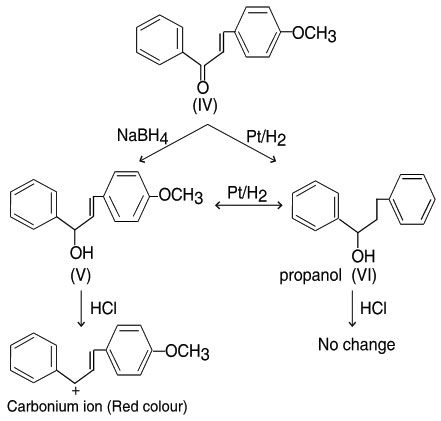 OCH3
O
(IV)
NaBH4
Pt/H2
OCH3
Pt/H2
OH
OH
(V)
propanol (VI)
HCl
HCl
OCH3
No change
+
Carbonium ion (Red colour)